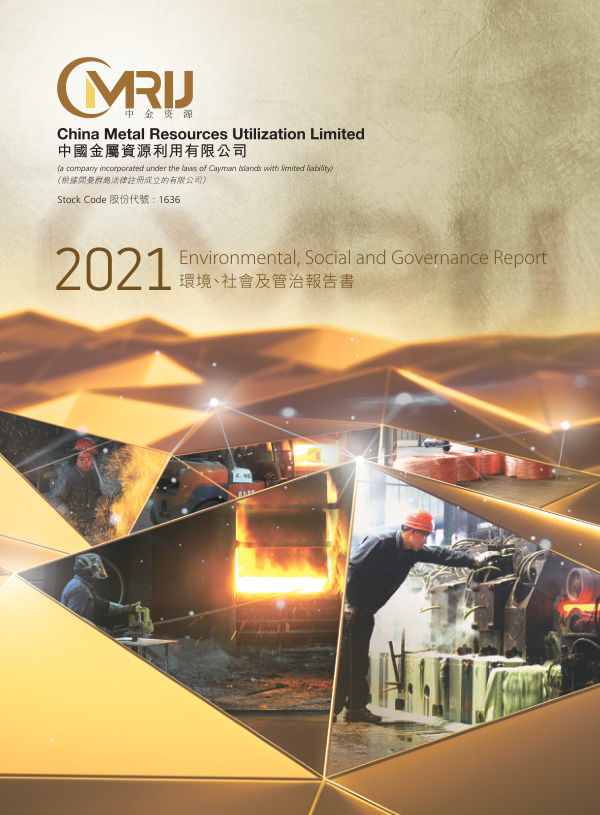 CMRU
中金資源
China Metal Resources Utilization Limited
中國金屬資源利用有限公司
(a company incorporated under the laws of Cayman Islands with limited liability)
（根據開曼群島法律註冊成立的有限公司）
Stock Code 股份代號：1636
2021 Environmental, Social and Governance Report
環境、社會及管治報告書